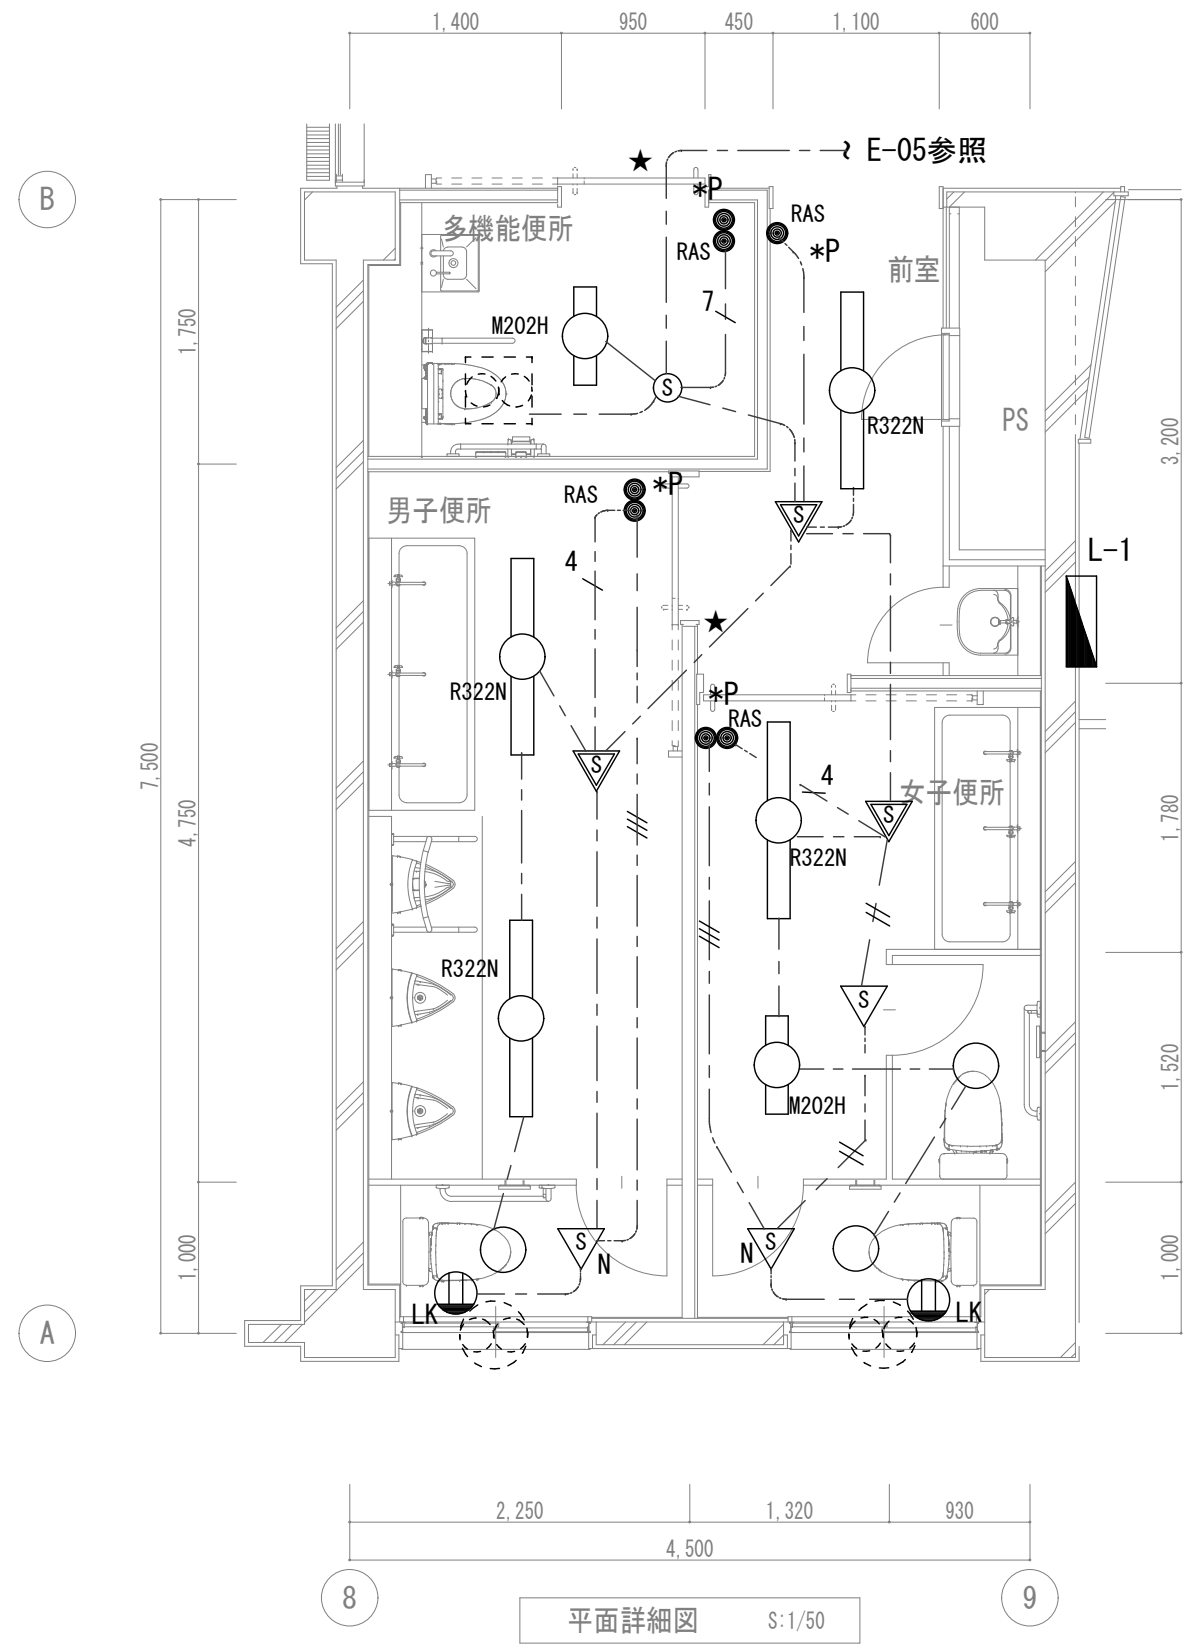 1,400 950 450 1,100 600
★ E-05参照
B *P
多機能便所 RAS RAS *P
前室
1,750 M202H 7
S
R322N PS 3,200
RAS *P
男子便所 S
4 L-1
★
R322N *P
RAS
7,500 4,750 S 4 女子便所 S 1,780
R322N
R322N
S
1,520
M202H
1,000 S N N S 1,000
LK LK
A
2,250 1,320 930
4,500
8 9
平面詳細図 S:1/50